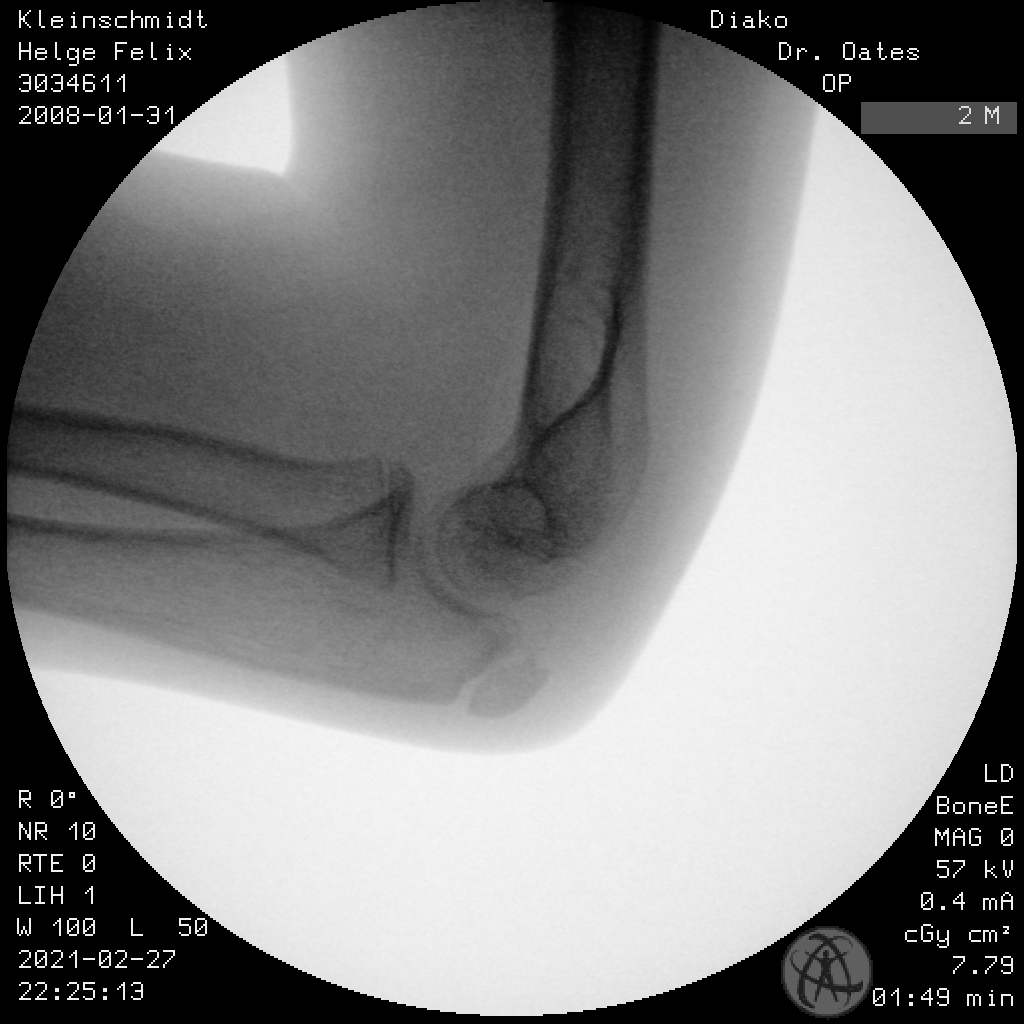 Kleinschmidt
Helge Felix
3034611
2008-01-31
Diako
Dr. Oates
OP
2 M
R 0°
NR 10
RTE 0
LIH 1
W 100 L 50
2021-02-27
22:25:13
LD
BoneE
MAG 0
57 kV
0.4 mA
cGy cm²
7.79
01:49 min